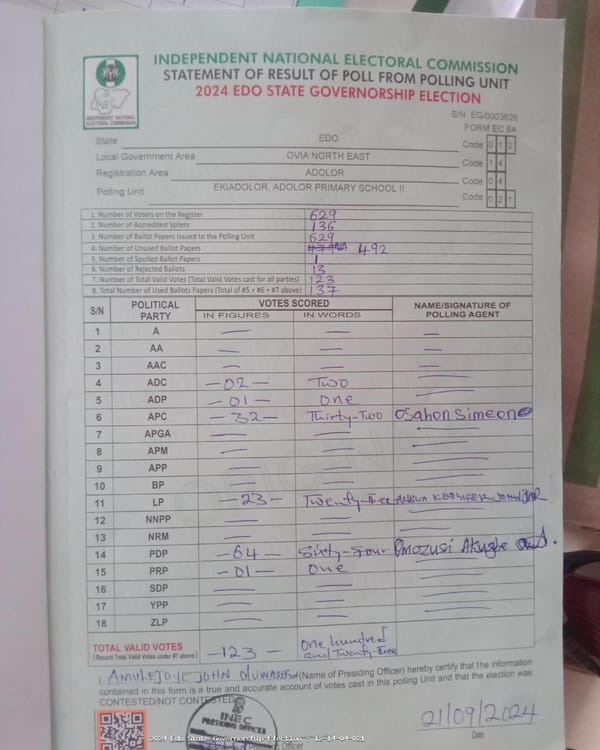 INDEPENDENT NATIONAL ELECTORAL COMMISSION
STATEMENT OF RESULT OF POLL FROM POLLING UNIT
2024 EDO STATE GOVERNORSHIP ELECTION
INEC
INDEPENDENT NATIONAL
ELECTORAL COMMISSION
S/N: EG/0003626
FORM EC 8A
State EDO Code 0 1 2
Local Government Area OVIA NORTH EAST Code 1 4
Registration Area ADOLOR Code 0 4
Polling Unit EKIADOLOR, ADOLOR PRIMARY SCHOOL II Code 0 2 1
1. Number of Voters on the Register 629
2. Number of Accredited Voters 136
3. Number of Ballot Papers Issued to the Polling Unit 629
4. Number of Unused Ballot Papers 492
5. Number of Spoiled Ballot Papers 1
6. Number of Rejected Ballots 13
7. Number of Total Valid Votes (Total Valid Votes cast for all parties) 123
8. Total Number of Used Ballots Papers (Total of #5 + #6 + #7 above) 137
S/N POLITICAL PARTY VOTES SCORED NAME/SIGNATURE OF POLLING AGENT
IN FIGURES IN WORDS
1 A — —  —
2 AA — — —
3 AAC — — —
4 ADC -02- Two —
5 ADP -01- one —
6 APC -32- Thirty-Two Osahon Simeone
7 APGA — — —
8 APM — — —
9 APP — — —
10 BP — — —
11 LP -23- Twenty-Three
12 NNPP — — —
13 NRM — — —
14 PDP -64- Sixty-Four Omozusi Akugbe
15 PRP -01- One —
16 SDP — — —
17 YPP — — —
18 ZLP — — —
TOTAL VALID VOTES -123- One hundred
(Record Total Valid Votes under #7 above) and Twenty-Three
I, JOHN (Name of Presiding Officer) hereby certify that the information
contained in this form is a true and accurate account of votes cast in this polling Unit and that the election was
CONTESTED/NOT CONTESTED
INEC
PRESIDING OFFICER
21/09/2024
Date
2024 Edo State Governorship Election - 12-14-04-021
Presiding Officer